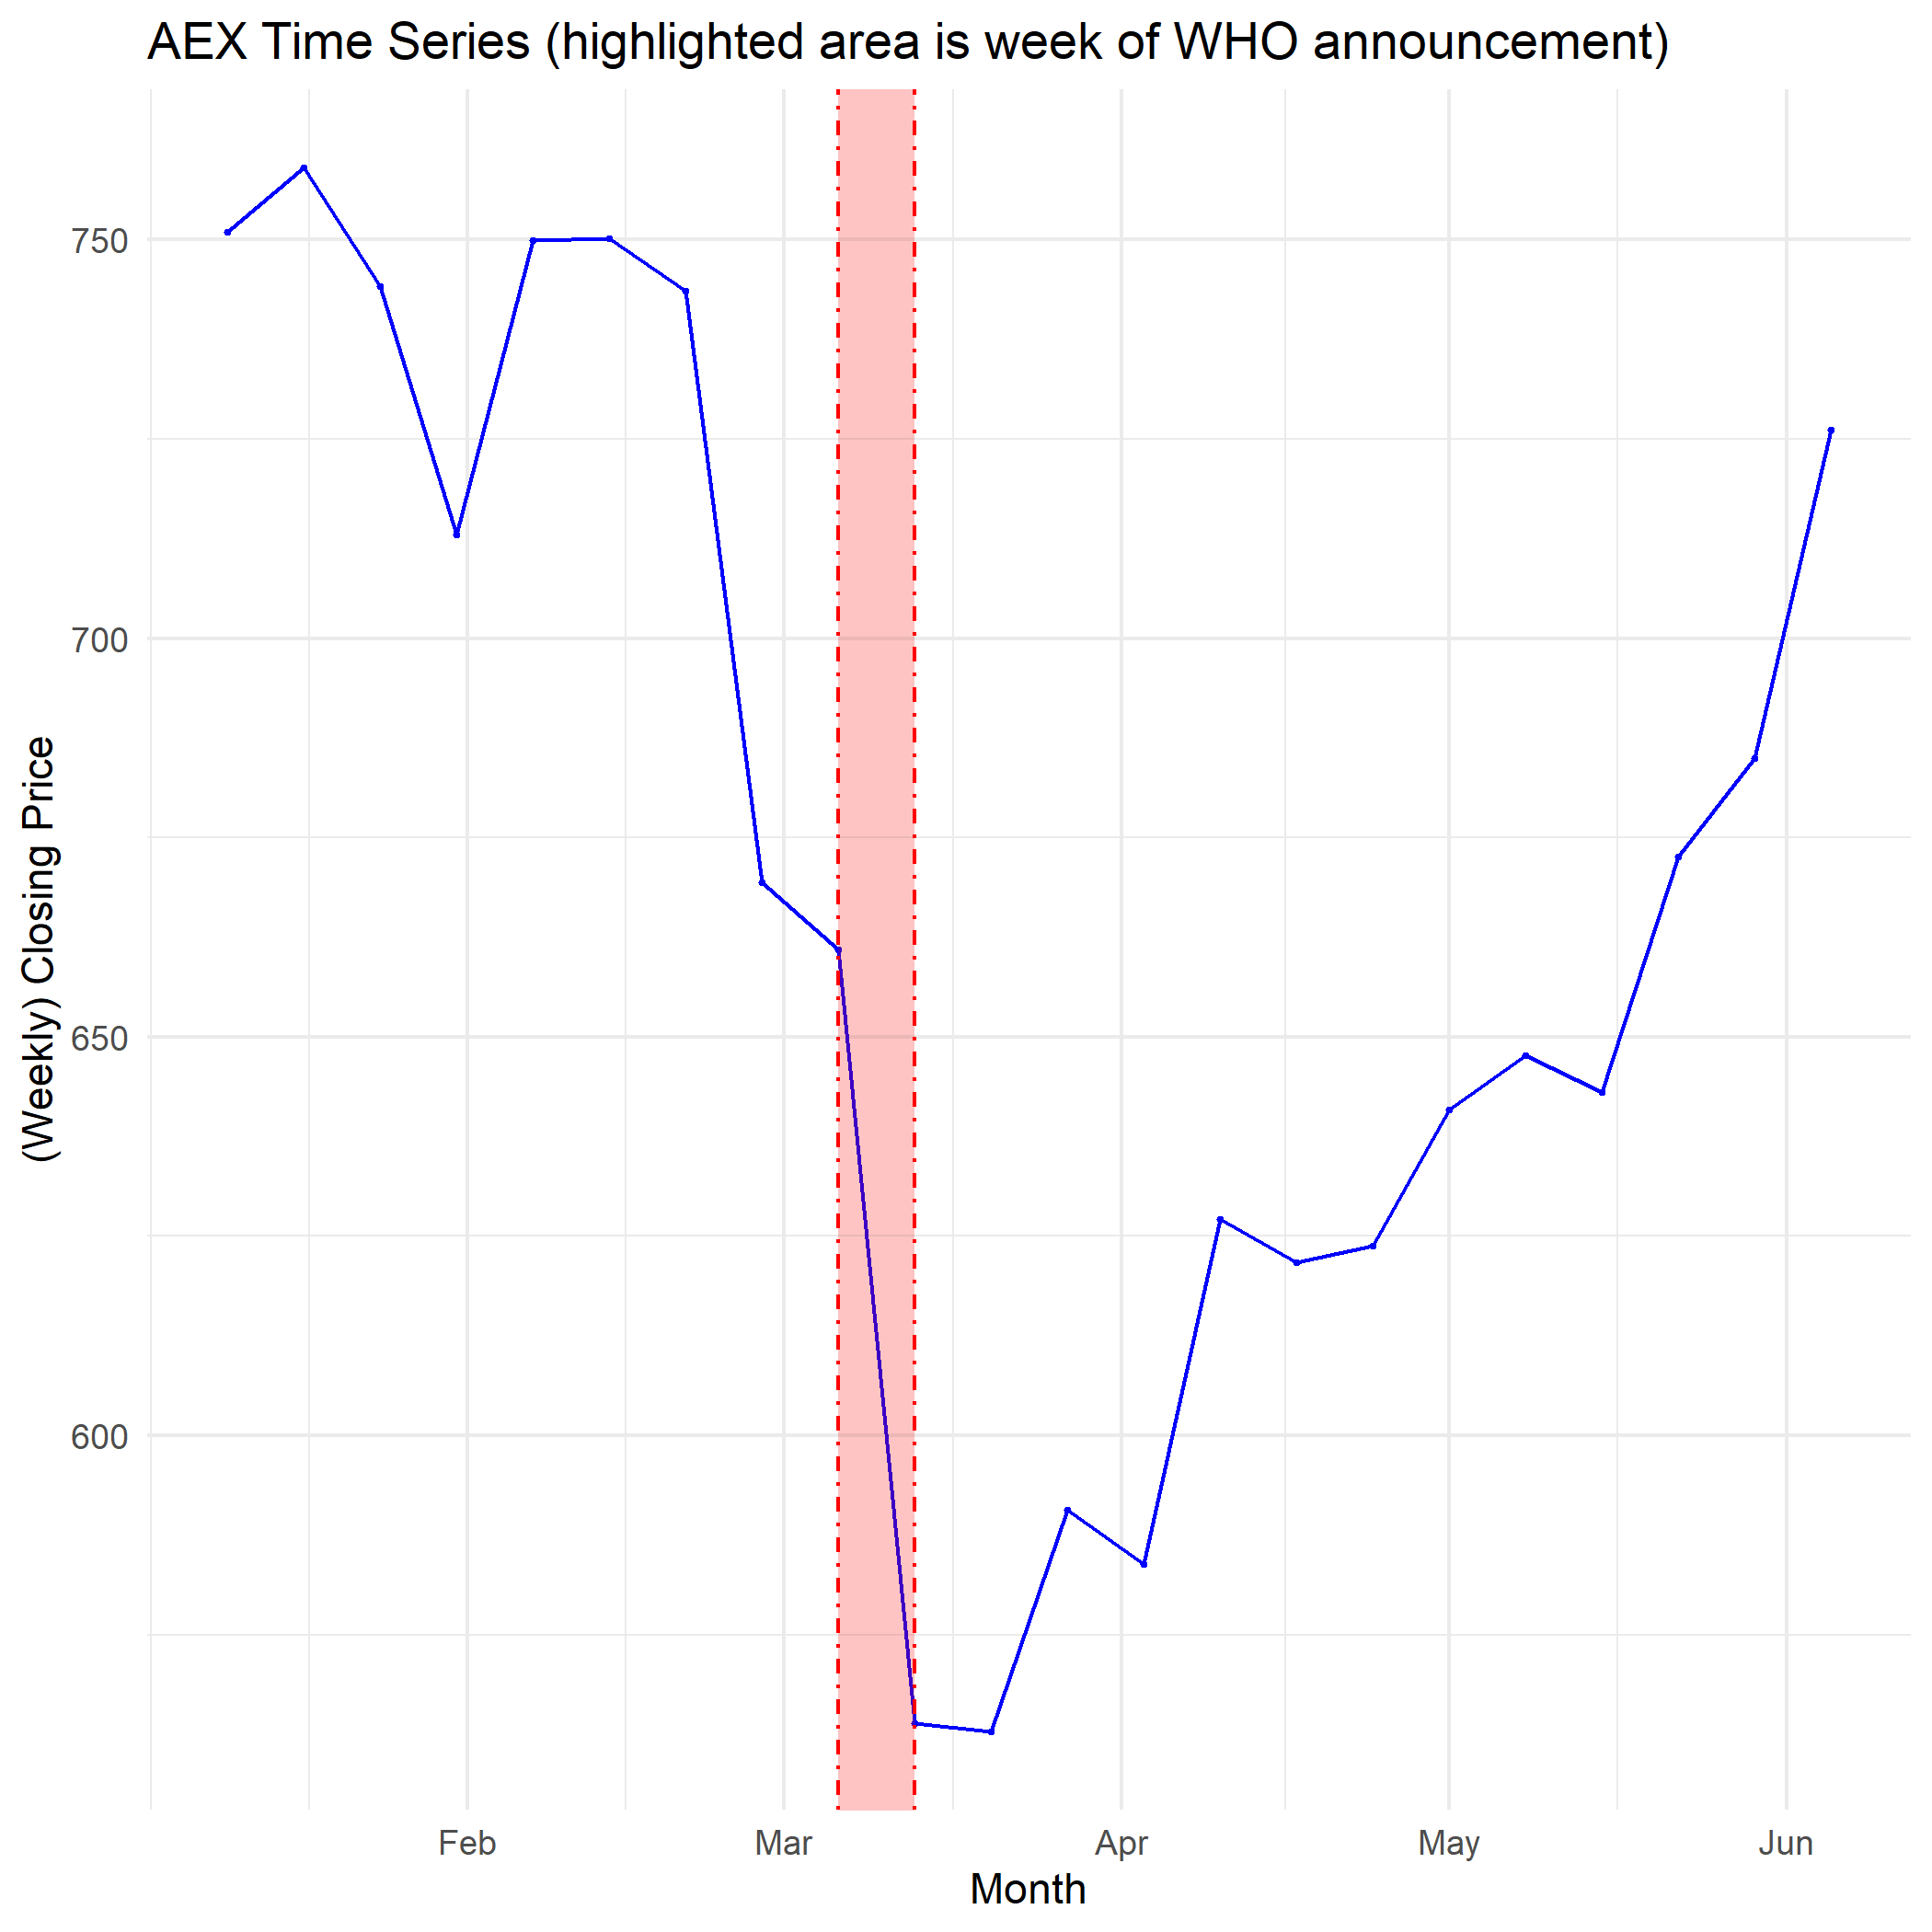 AEX Time Series (highlighted area is week of WHO announcement)
(Weekly) Closing Price
750
700
650
600
Feb
Mar
Apr
May
Jun
Month